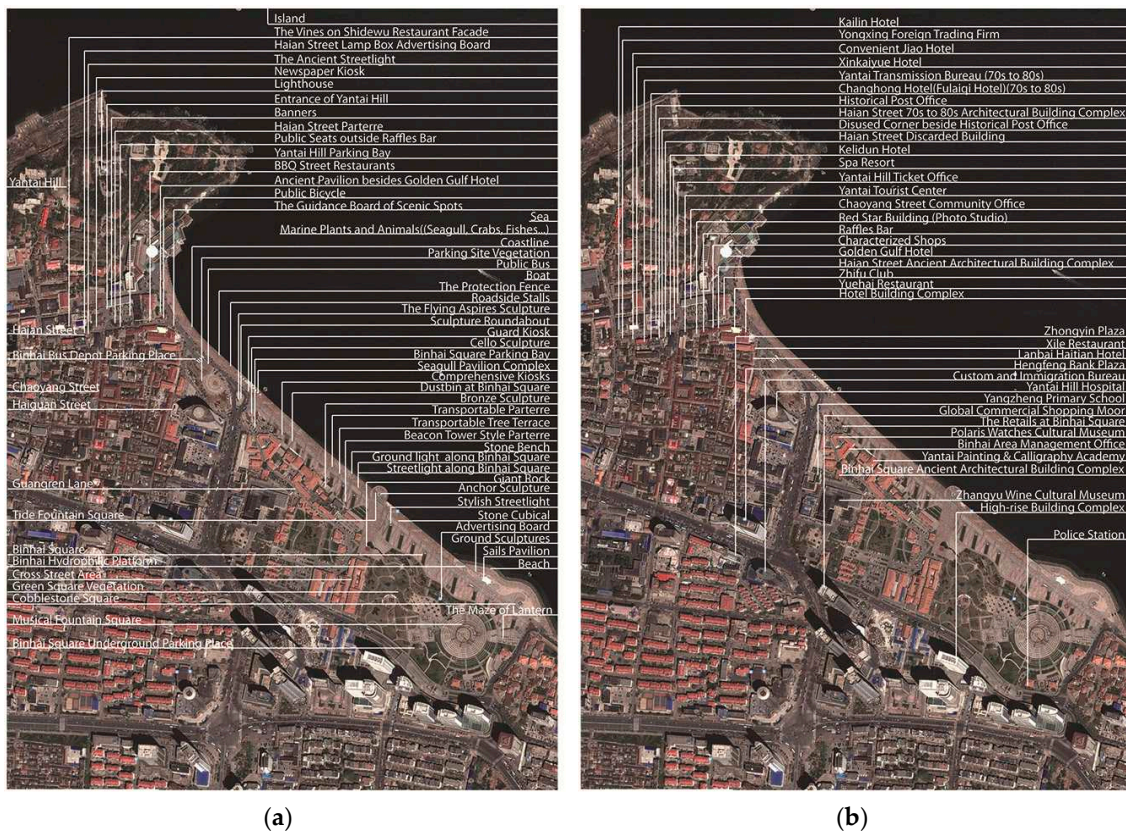 Island
The Vines on Shidewu Restaurant Facade
Haian Street Lamp Box Advertising Board
The Ancient Streetlight
Newspaper Kiosk
Lighthouse
Entrance of Yantai Hill
Banners
Haian Street Parterre
Public Seats outside Raffles Bar
Yantai Hill Parking Bay
BBQ Street Restaurants
Ancient Pavilion besides Golden Gulf Hotel
Public Bicycle
The Guidance Board of Scenic Spots
Sea
Marine Plants and Animals((Seagull, Crabs, Fishes...)
Coastline
Parking Site Vegetation
Public Bus
Boat
The Protection Fence
Roadside Stalls
The Flying Aspires Sculpture
Sculpture Roundabout
Guard Kiosk
Cello Sculpture
Binhai Square Parking Bay
Seagull Pavilion Complex
Comprehensive Kiosks
Dustbin at Binhai Square
Bronze Sculpture
Transportable Parterre
Transportable Tree Terrace
Beacon Tower Style Parterre
Stone Bench
Ground light along Binhai Square
Streetlight along Binhai Square
Giant Rock
Anchor Sculpture
Stylish Streetlight
Stone Cubical
Advertising Board
Ground Sculptures
Sails Pavilion
Beach
The Maze of Lantern
Yantai Hill
Haian Street
Binhai Bus Depot Parking Place
Chaoyang Street
Haiguan Street
Guangren Lane
Tide Fountain Square
Binhai Square
Binhai Hydrophilic Platform
Cross Street Area
Green Square Vegetation
Cobblestone Square
Musical Fountain Square
Binhai Square Underground Parking Place
(a)
Kailin Hotel
Yongxing Foreign Trading Firm
Convenient Jiao Hotel
Xinkaiyue Hotel
Yantai Transmission Bureau (70s to 80s)
Changhong Hotel(Fulaiqi Hotel)(70s to 80s)
Historical Post Office
Haian Street 70s to 80s Architectural Building Complex
Disused Corner beside Historical Post Office
Haian Street Discarded Building
Kelidun Hotel
Spa Resort
Yantai Hill Ticket Office
Yantai Tourist Center
Chaoyang Street Community Office
Red Star Building (Photo Studio)
Raffles Bar
Characterized Shops
Golden Gulf Hotel
Haian Street Ancient Architectural Building Complex
Zhifu Club
Yuehai Restaurant
Hotel Building Complex
Zhongyin Plaza
Xile Restaurant
Lanbai Haitian Hotel
Hengfeng Bank Plaza
Custom and Immigration Bureau
Yantai Hill Hospital
Yangzheng Primary School
Global Commercial Shopping Moor
The Retails at Binhai Square
Polaris Watches Cultural Museum
Binhai Area Management Office
Yantai Painting & Calligraphy Academy
Binhai Square Ancient Architectural Building Complex
Zhangyu Wine Cultural Museum
High-rise Building Complex
Police Station
(b)